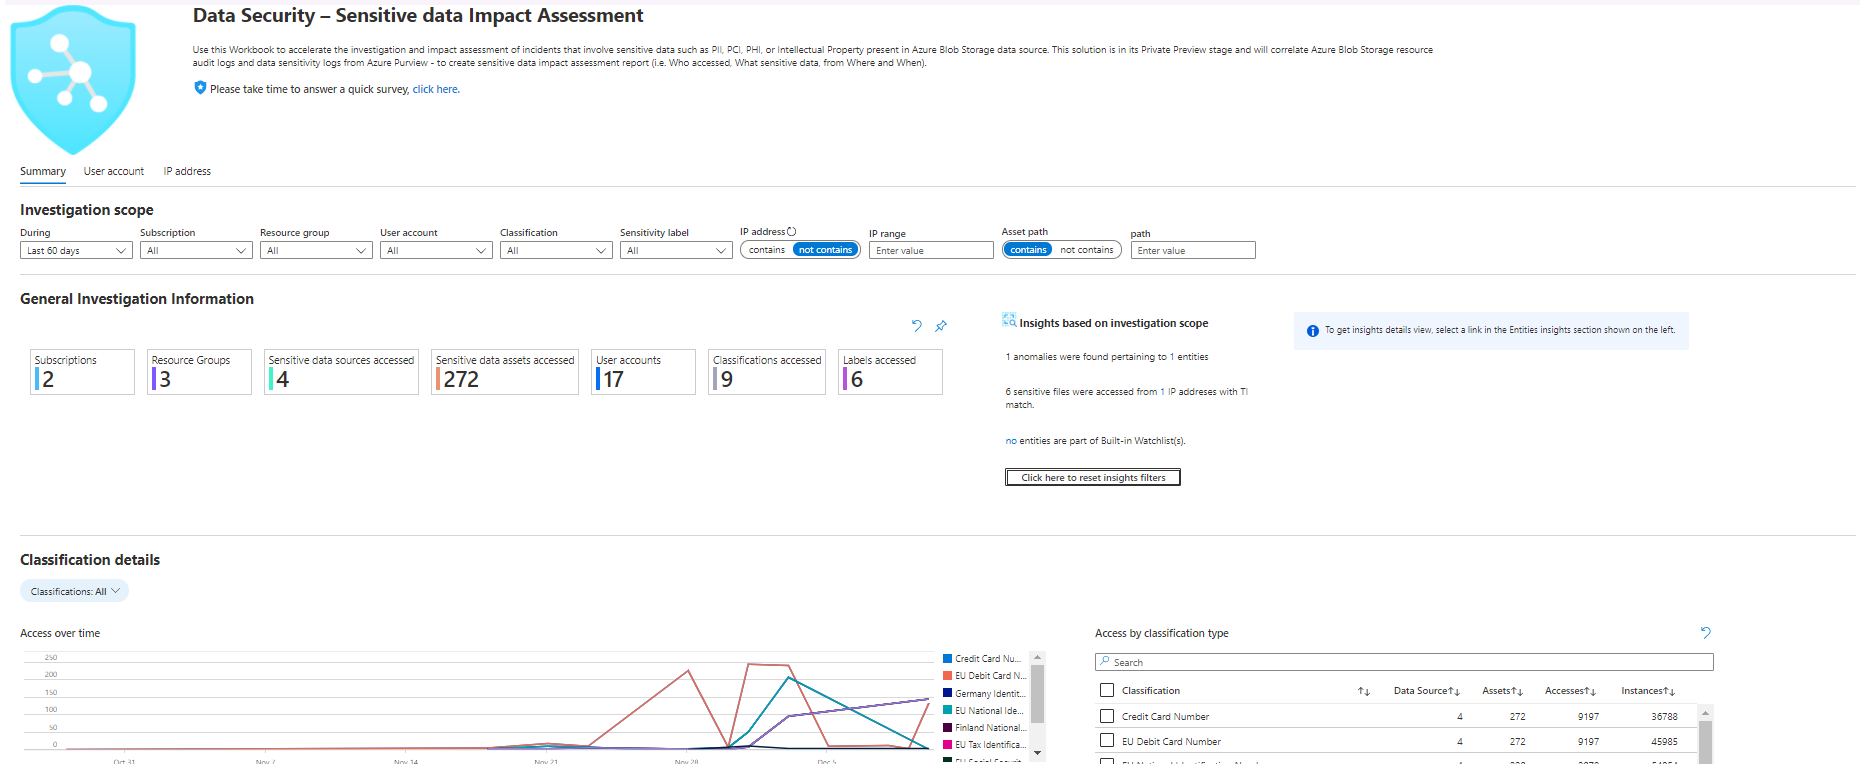 Data Security – Sensitive data Impact Assessment
Use this Workbook to accelerate the investigation and impact assessment of incidents that involve sensitive data such as PII, PCI, PHI, or Intellectual Property present in Azure Blob Storage data source. This solution is in its Private Preview stage and will correlate Azure Blob Storage resource
audit logs and data sensitivity logs from Azure Purview - to create sensitive data impact assessment report (i.e. Who accessed, What sensitive data, from Where and When).
Please take time to answer a quick survey, click here.
Summary User account IP address
Investigation scope
During Subscription Resource group User account Classification Sensitivity label IP address IP range Asset path path
Last 60 days All All All All All contains not contains Enter value contains not contains Enter value
General Investigation Information
Subscriptions
2
Resource Groups
3
Sensitive data sources accessed
4
Sensitive data assets accessed
272
User accounts
17
Classifications accessed
9
Labels accessed
6
Insights based on investigation scope
1 anomalies were found pertaining to 1 entities
6 sensitive files were accessed from 1 IP addreses with TI
match.
no entities are part of Built-in Watchlist(s).
Click here to reset insights filters
To get insights details view, select a link in the Entities insights section shown on the left.
Classification details
Classifications: All
Access over time
250
200
150
100
50
0
Oct 31 Nov 7 Nov 14 Nov 21 Nov 28 Dec 5
Credit Card Nu...
EU Debit Card N...
Germany Identit...
EU National Ide...
Finland National...
EU Tax Identifica...
EU Social Securit...
Access by classification type
Search
Classification Data Source Assets Accesses Instances
Credit Card Number 4 272 9197 36788
EU Debit Card Number 4 272 9197 45985